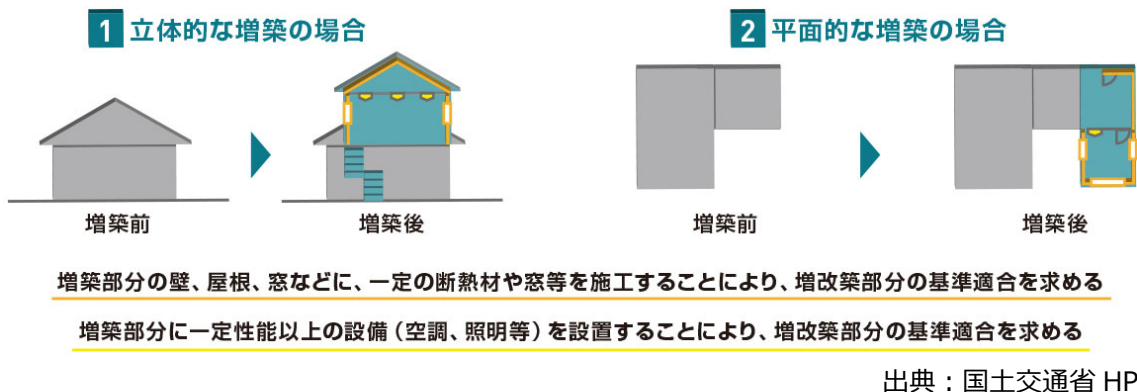 1 立体的な増築の場合
2 平面的な増築の場合
増築前
増築後
増築前
増築後
増築部分の壁、屋根、窓などに、一定の断熱材や窓等を施工することにより、増改築部分の基準適合を求める
増築部分に一定性能以上の設備（空調、照明等）を設置することにより、増改築部分の基準適合を求める
出典：国土交通省 HP